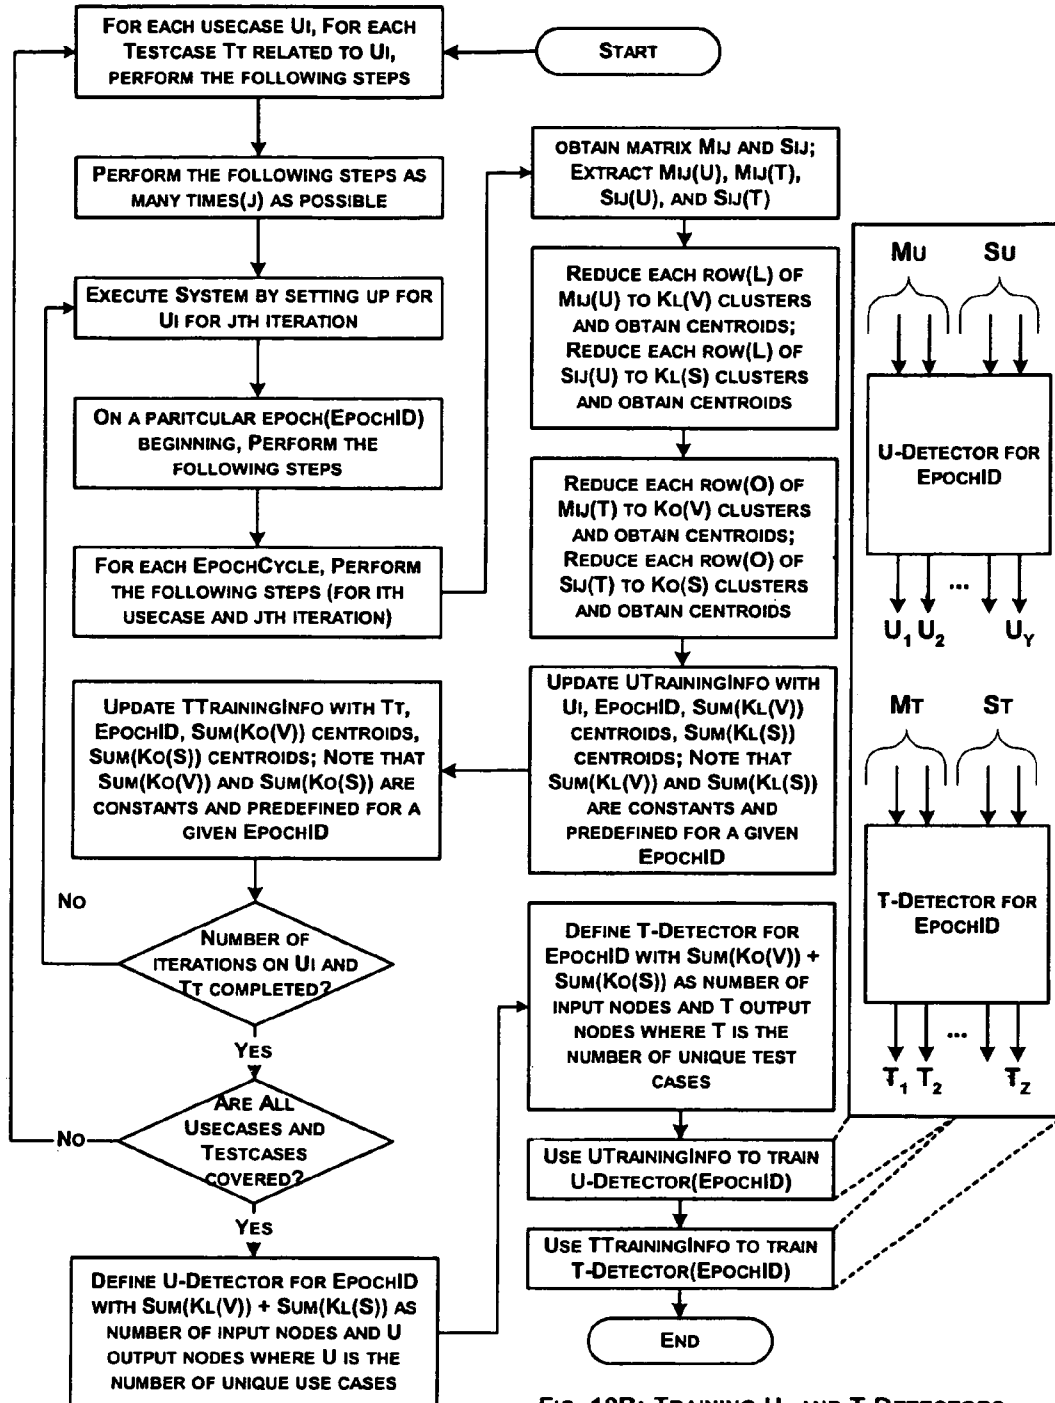 START
FOR EACH USECASE UI, FOR EACH
TESTCASE TT RELATED TO UI,
PERFORM THE FOLLOWING STEPS
PERFORM THE FOLLOWING STEPS AS
MANY TIMES(J) AS POSSIBLE
EXECUTE SYSTEM BY SETTING UP FOR
UI FOR JTH ITERATION
ON A PARITCULAR EPOCH(EPOCHID)
BEGINNING, PERFORM THE
FOLLOWING STEPS
FOR EACH EPOCHCYCLE, PERFORM
THE FOLLOWING STEPS (FOR ITH
USECASE AND JTH ITERATION)
OBTAIN MATRIX MIJ AND SIJ;
EXTRACT MIJ(U), MIJ(T),
SIJ(U), AND SIJ(T)
REDUCE EACH ROW(L) OF
MIJ(U) TO KL(V) CLUSTERS
AND OBTAIN CENTROIDS;
REDUCE EACH ROW(L) OF
SIJ(U) TO KL(S) CLUSTERS
AND OBTAIN CENTROIDS
REDUCE EACH ROW(O) OF
MIJ(T) TO KO(V) CLUSTERS
AND OBTAIN CENTROIDS;
REDUCE EACH ROW(O) OF
SIJ(T) TO KO(S) CLUSTERS
AND OBTAIN CENTROIDS
UPDATE UTRAININGINFO WITH
UI, EPOCHID, SUM(KL(V))
CENTROIDS, SUM(KL(S))
CENTROIDS; NOTE THAT
SUM(KL(V)) AND SUM(KL(S))
ARE CONSTANTS AND
PREDEFINED FOR A GIVEN
EPOCHID
UPDATE TTRAININGINFO WITH TT,
EPOCHID, SUM(KO(V)) CENTROIDS,
SUM(KO(S)) CENTROIDS; NOTE THAT
SUM(KO(V)) AND SUM(KO(S)) ARE
CONSTANTS AND PREDEFINED FOR A
GIVEN EPOCHID
NO
NUMBER OF
ITERATIONS ON UI AND
TT COMPLETED?
YES
ARE ALL
USECASES AND
TESTCASES
COVERED?
NO
YES
DEFINE U-DETECTOR FOR EPOCHID
WITH SUM(KL(V)) + SUM(KL(S)) AS
NUMBER OF INPUT NODES AND U
OUTPUT NODES WHERE U IS THE
NUMBER OF UNIQUE USE CASES
DEFINE T-DETECTOR FOR
EPOCHID WITH SUM(KO(V)) +
SUM(KO(S)) AS NUMBER OF
INPUT NODES AND T OUTPUT
NODES WHERE T IS THE
NUMBER OF UNIQUE TEST
CASES
USE UTRAININGINFO TO TRAIN
U-DETECTOR(EPOCHID)
USE TTRAININGINFO TO TRAIN
T-DETECTOR(EPOCHID)
END
MU SU
U-DETECTOR FOR
EPOCHID
...
U1 U2 UY
MT ST
T-DETECTOR FOR
EPOCHID
...
T1 T2 TZ